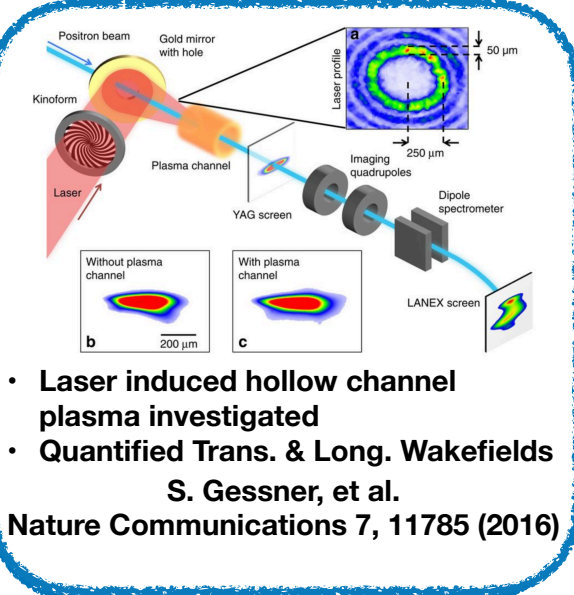 Positron beam
Gold mirror
with hole
Kinoform
Laser
Plasma channel
a
Laser profile
50 μm
250 μm
YAG screen
Imaging
quadrupoles
Dipole
spectrometer
LANEX screen
Without plasma
channel
b
200 μm
With plasma
channel
c
• Laser induced hollow channel
plasma investigated
• Quantified Trans. & Long. Wakefields
S. Gessner, et al.
Nature Communications 7, 11785 (2016)